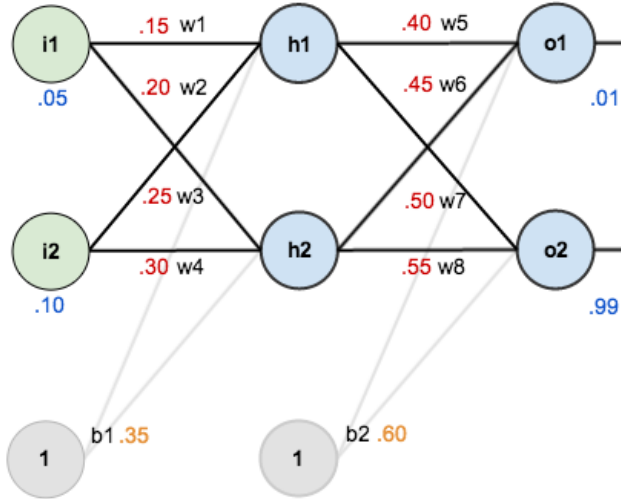 i1 .15 w1 h1 .40 w5 o1
.05 .20 w2 .45 w6 .01
.25 w3 .50 w7
i2 .30 w4 h2 .55 w8 o2
.10 .99
1 b1 .35 1 b2 .60